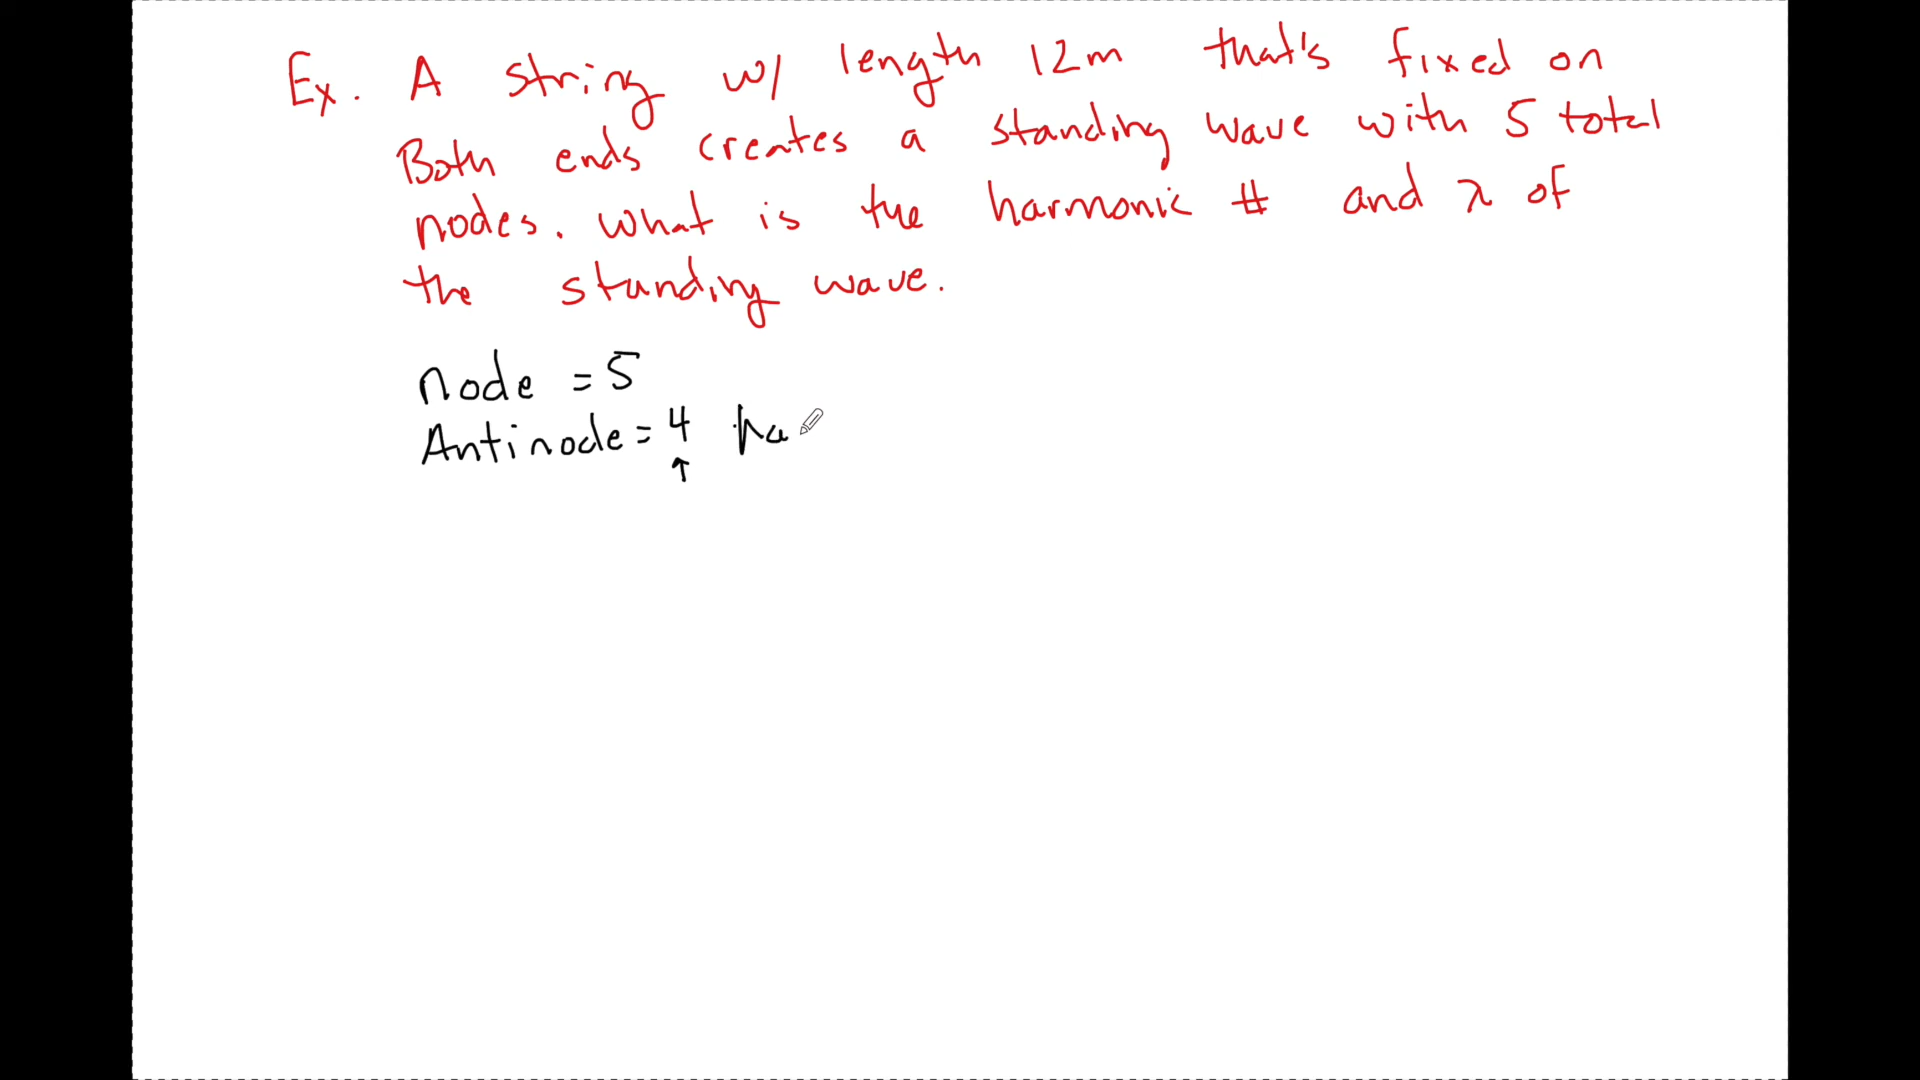 Ex. A string w/ length 12m that's fixed on
Both ends creates a standing wave with 5 total
nodes. What is the harmonic # and λ of
the standing wave.
node = 5
Antinode = 4 ha
↑